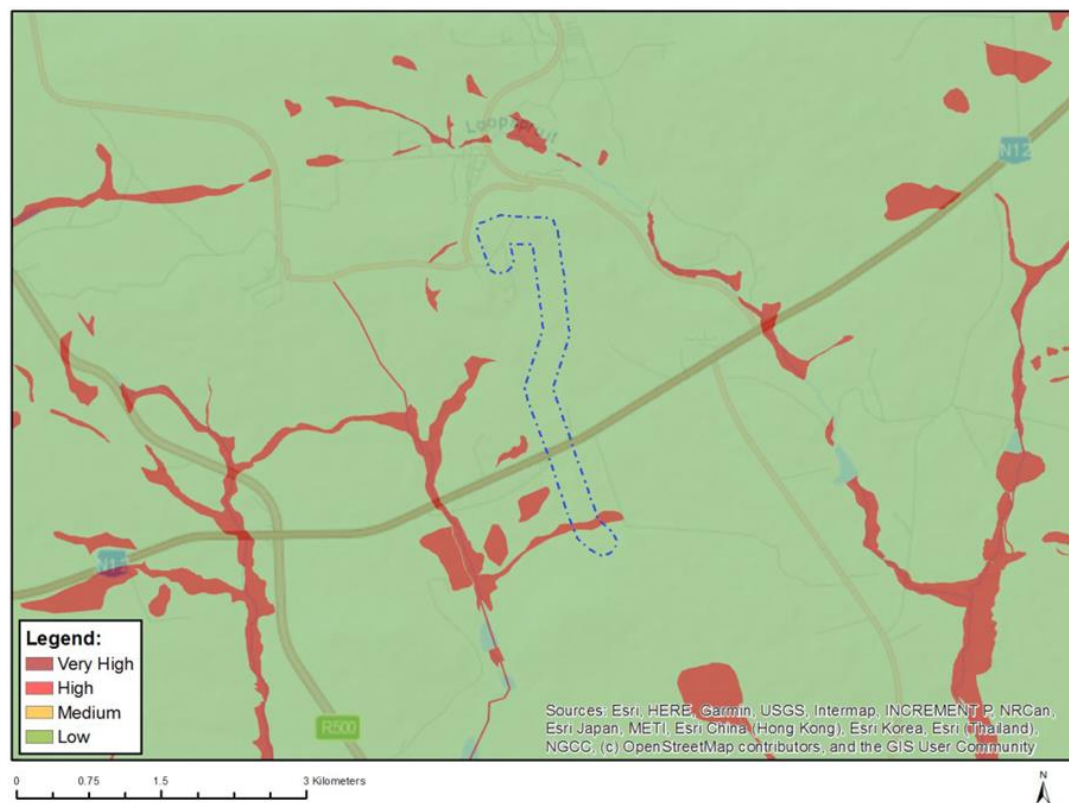 Loopspruit
N12
N12
R500
Legend:
Very High
High
Medium
Low
Sources: Esri, HERE, Garmin, USGS, Intermap, INCREMENT P, NRCan,
Esri Japan, METI, Esri China (Hong Kong), Esri Korea, Esri (Thailand),
NGCC, (c) OpenStreetMap contributors, and the GIS User Community
0 0.75 1.5 3 Kilometers
N